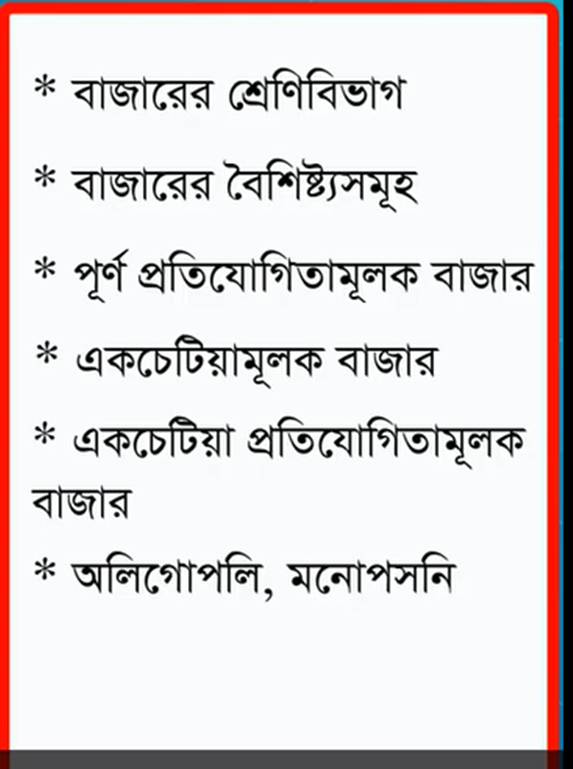 * বাজারের শ্রেণিবিভাগ
* বাজারের বৈশিষ্ট্যসমূহ
* পূর্ণ প্রতিযোগিতামূলক বাজার
* একচেটিয়ামূলক বাজার
* একচেটিয়া প্রতিযোগিতামূলক
বাজার
* অলিগোপলি, মনোপসনি